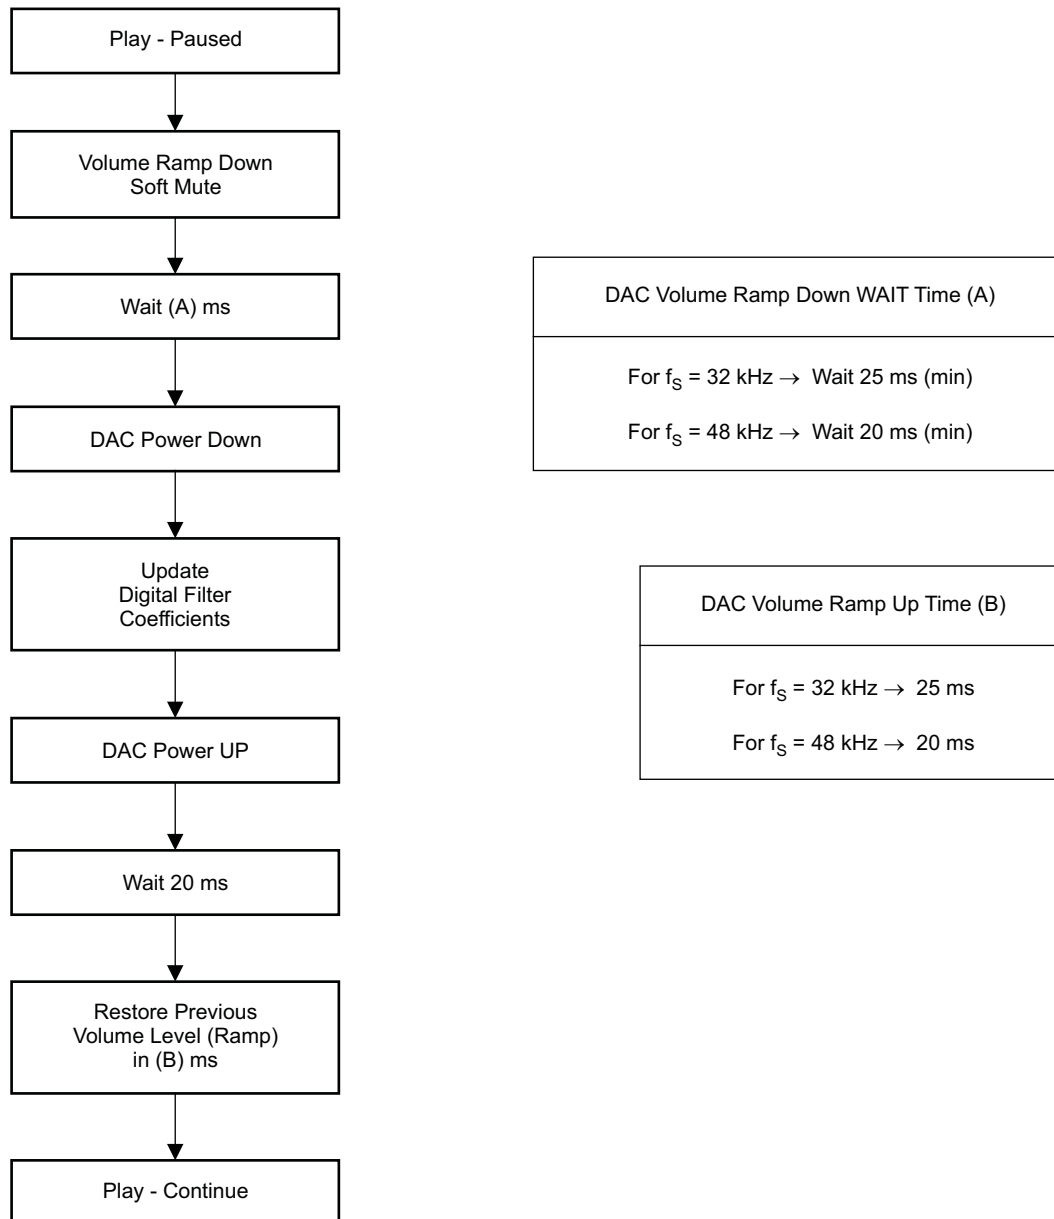 Play - Paused
Volume Ramp Down
Soft Mute
Wait (A) ms
DAC Power Down
Update
Digital Filter
Coefficients
DAC Power UP
Wait 20 ms
Restore Previous
Volume Level (Ramp)
in (B) ms
Play - Continue
DAC Volume Ramp Down WAIT Time (A)
For fS = 32 kHz → Wait 25 ms (min)
For fS = 48 kHz → Wait 20 ms (min)
DAC Volume Ramp Up Time (B)
For fS = 32 kHz → 25 ms
For fS = 48 kHz → 20 ms